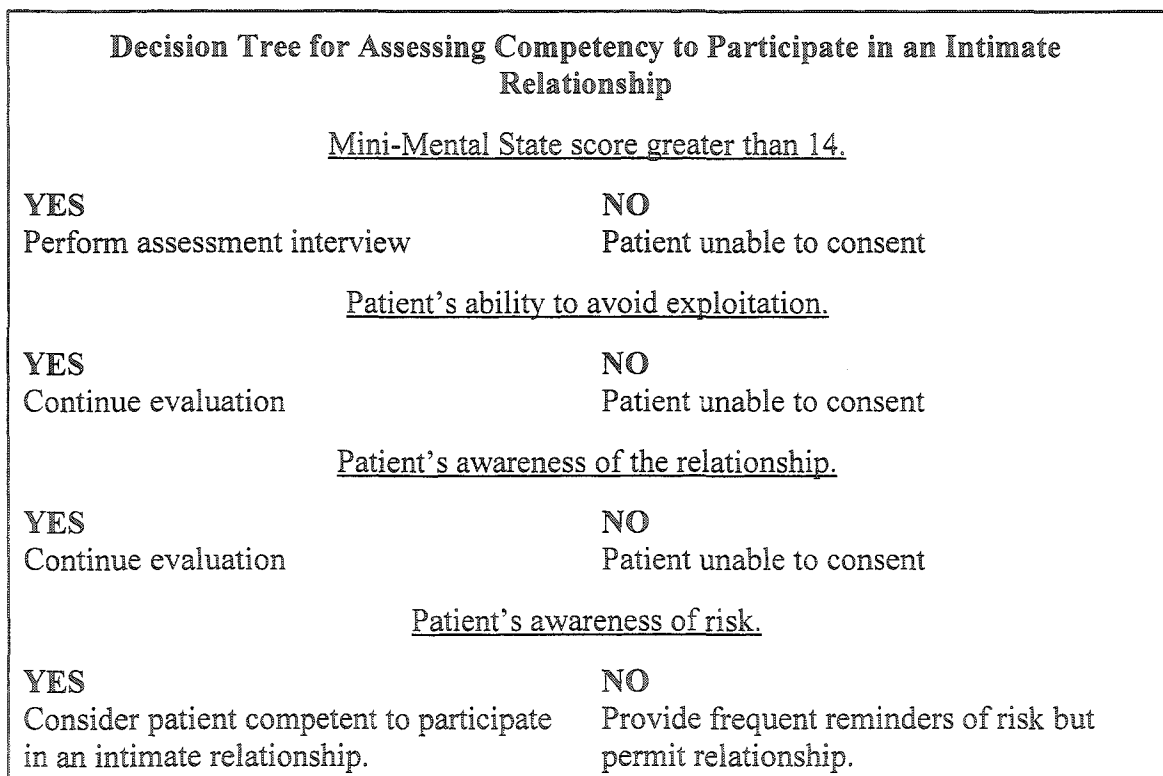 Decision Tree for Assessing Competency to Participate in an Intimate
Relationship
Mini-Mental State score greater than 14.
YES NO
Perform assessment interview Patient unable to consent
Patient's ability to avoid exploitation.
YES NO
Continue evaluation Patient unable to consent
Patient's awareness of the relationship.
YES NO
Continue evaluation Patient unable to consent
Patient's awareness of risk.
YES NO
Consider patient competent to participate Provide frequent reminders of risk but
in an intimate relationship. permit relationship.